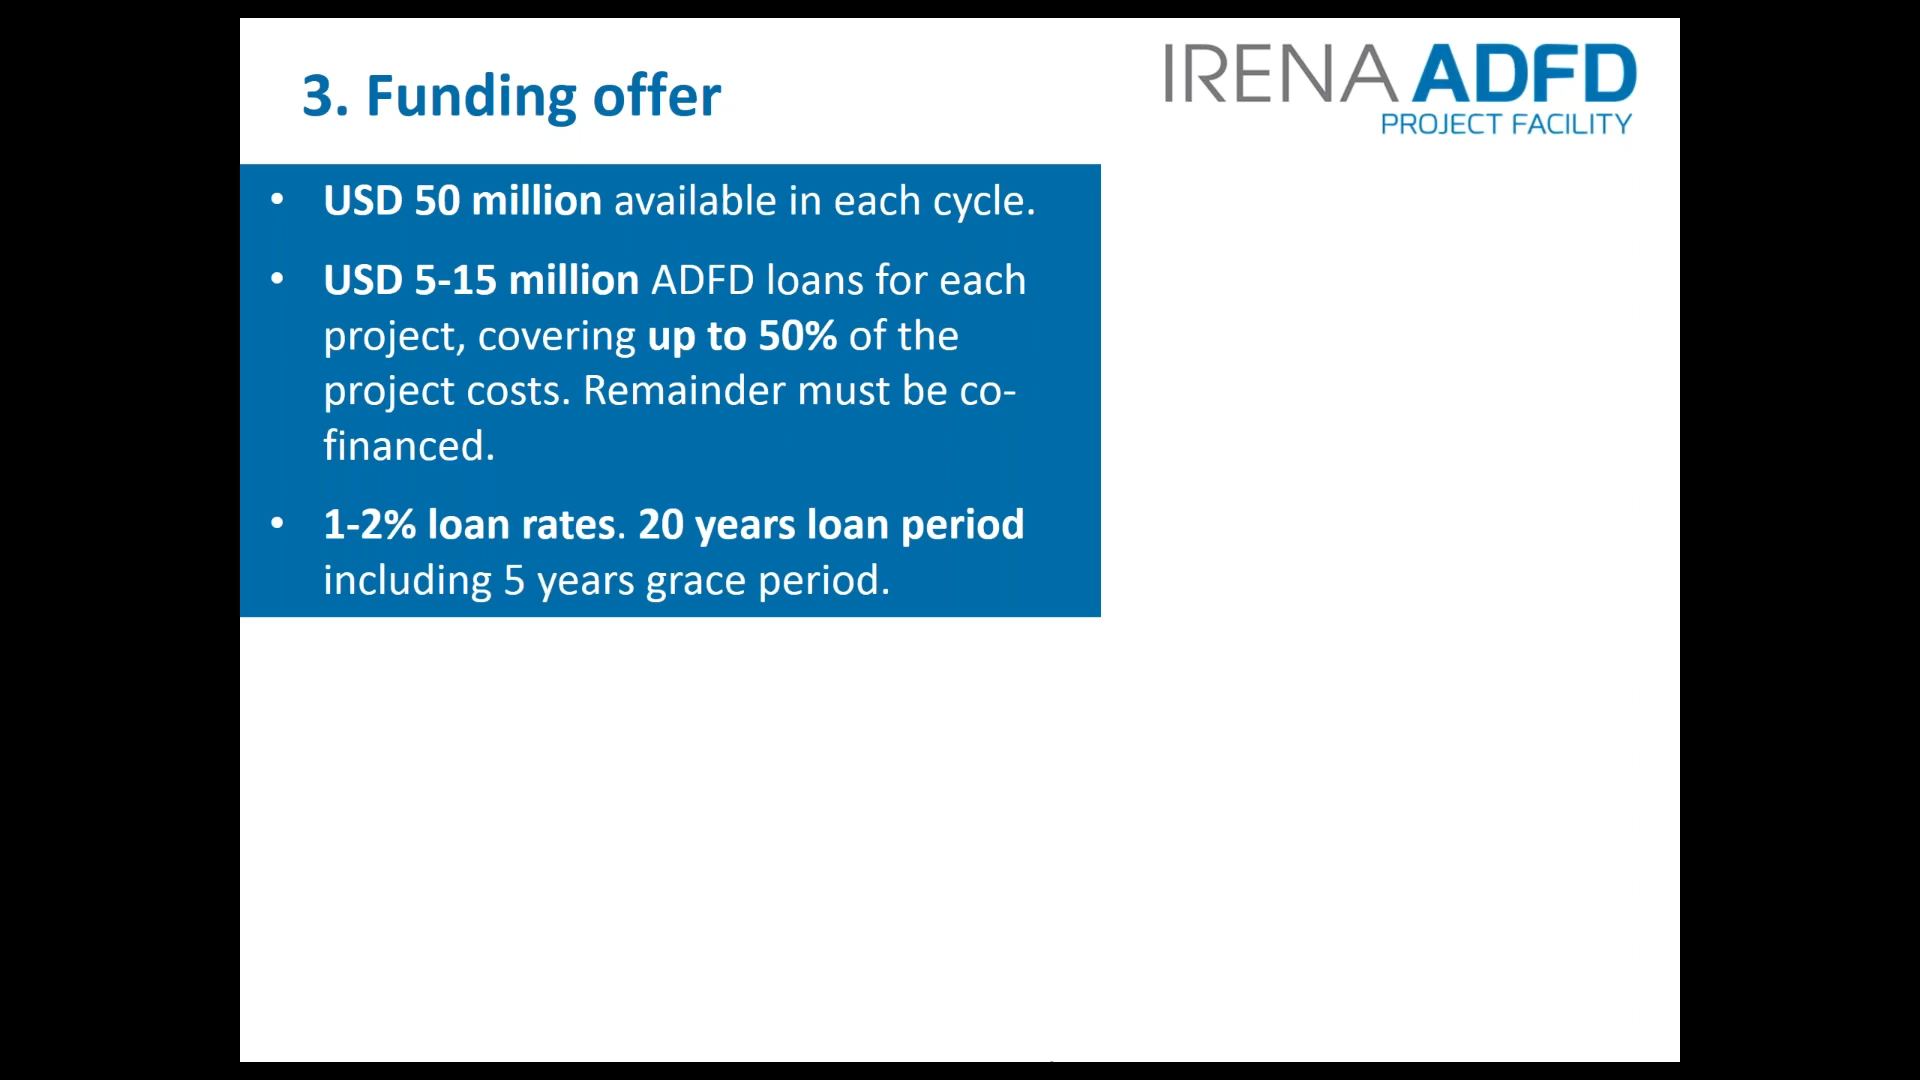 3. Funding offer
IRENA ADFD
PROJECT FACILITY
• USD 50 million available in each cycle.
• USD 5-15 million ADFD loans for each
project, covering up to 50% of the
project costs. Remainder must be co-
financed.
• 1-2% loan rates. 20 years loan period
including 5 years grace period.